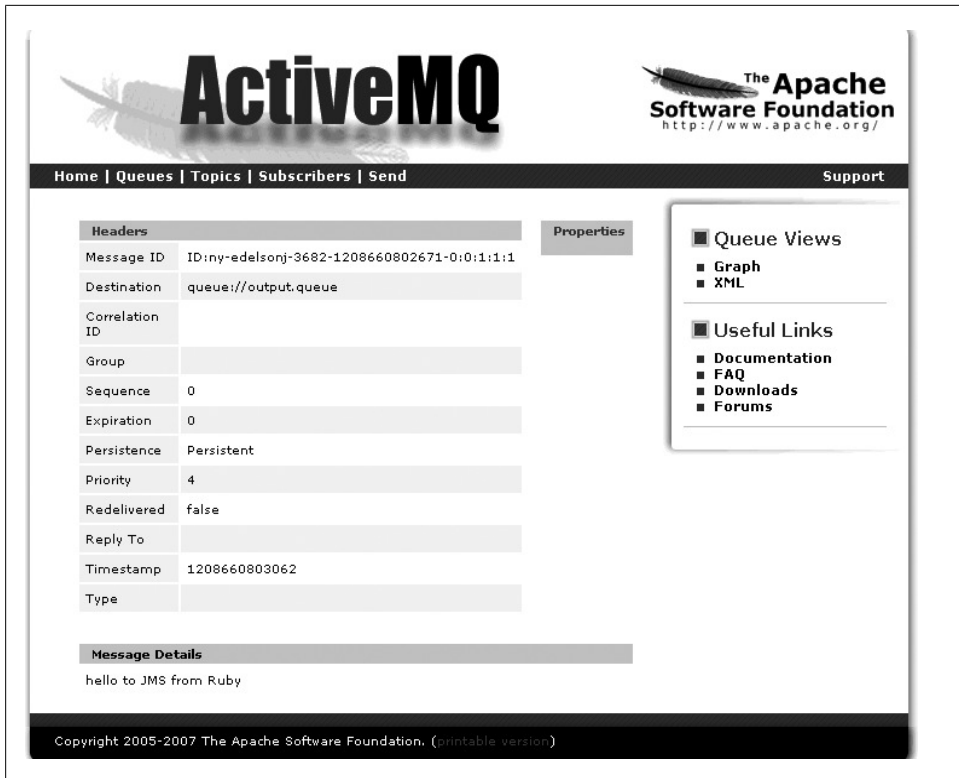 ActiveMQ
The Apache
Software Foundation
http://www.apache.org/
Home | Queues | Topics | Subscribers | Send
Support
Headers
Message ID ID:ny-edelsonj-3682-1208660802671-0:0:1:1:1
Destination queue://output.queue
Correlation
ID
Group
Sequence 0
Expiration 0
Persistence Persistent
Priority 4
Redelivered false
Reply To
Timestamp 1208660803062
Type
Properties
Message Details
hello to JMS from Ruby
Queue Views
Graph
XML
Useful Links
Documentation
FAQ
Downloads
Forums
Copyright 2005-2007 The Apache Software Foundation. (printable version)